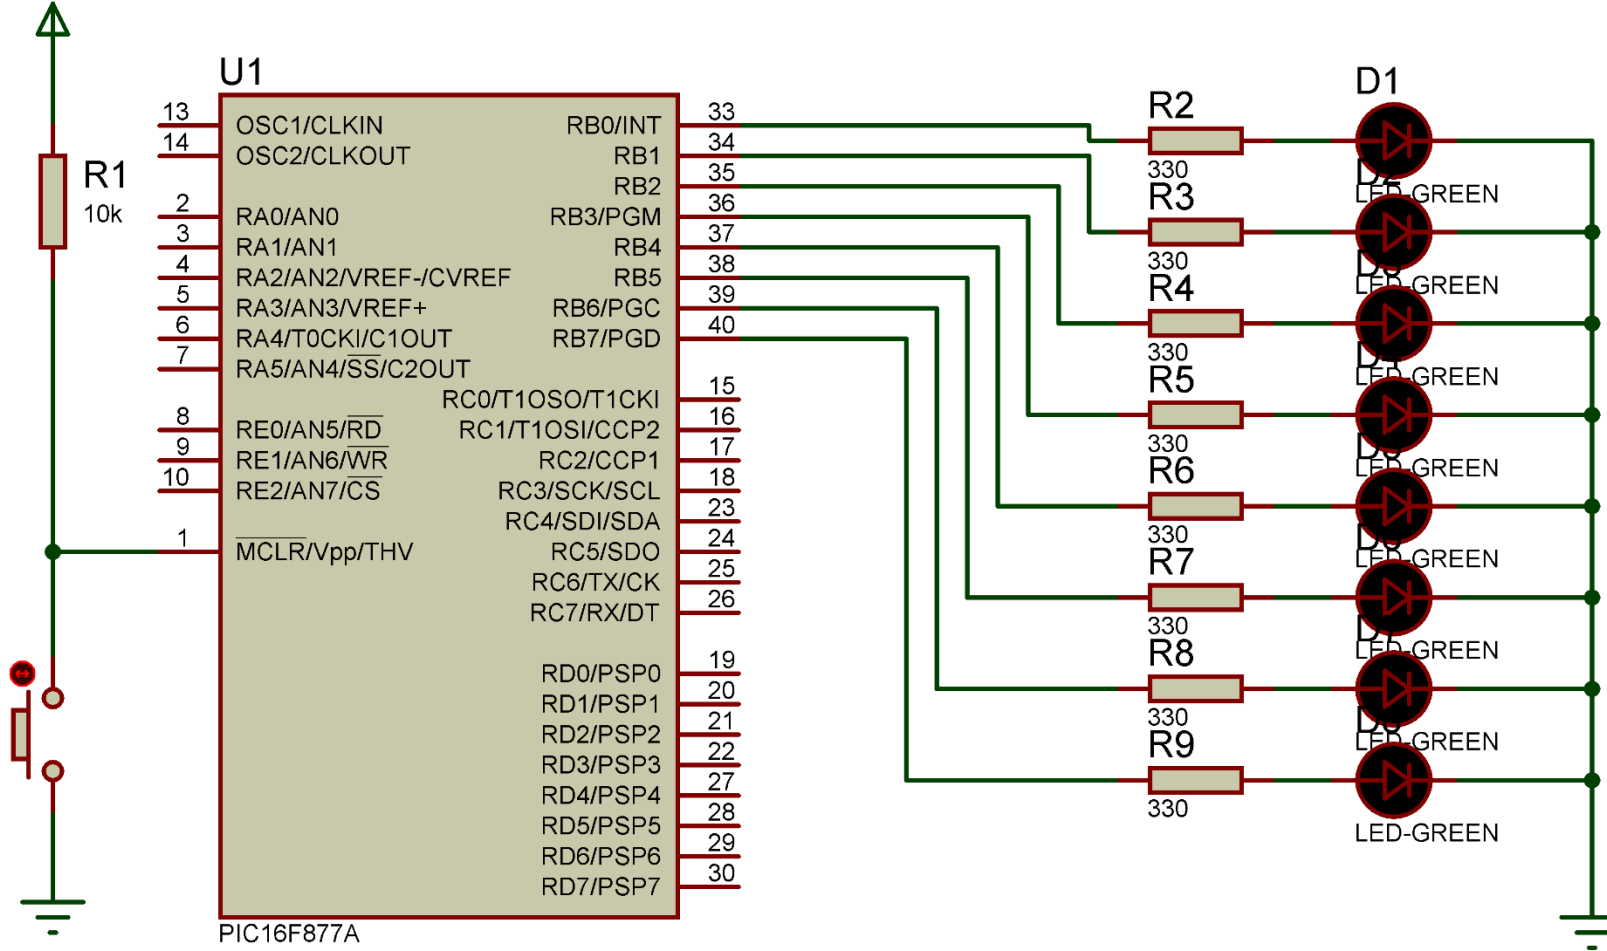 U1
13 OSC1/CLKIN
14 OSC2/CLKOUT
2 RA0/AN0
3 RA1/AN1
4 RA2/AN2/VREF-/CVREF
5 RA3/AN3/VREF+
6 RA4/T0CKI/C1OUT
7 RA5/AN4/SS/C2OUT
8 RE0/AN5/RD
9 RE1/AN6/WR
10 RE2/AN7/CS
1 MCLR/Vpp/THV
RB0/INT 33
RB1 34
RB2 35
RB3/PGM 36
RB4 37
RB5 38
RB6/PGC 39
RB7/PGD 40
RC0/T1OSO/T1CKI 15
RC1/T1OSI/CCP2 16
RC2/CCP1 17
RC3/SCK/SCL 18
RC4/SDI/SDA 23
RC5/SDO 24
RC6/TX/CK 25
RC7/RX/DT 26
RD0/PSP0 19
RD1/PSP1 20
RD2/PSP2 21
RD3/PSP3 22
RD4/PSP4 27
RD5/PSP5 28
RD6/PSP6 29
RD7/PSP7 30
PIC16F877A
R1
10k
R2
330
R3
330
R4
330
R5
330
R6
330
R7
330
R8
330
R9
330
D1
LED-GREEN
D2
LED-GREEN
D3
LED-GREEN
D4
LED-GREEN
D5
LED-GREEN
D6
LED-GREEN
D7
LED-GREEN
D8
LED-GREEN